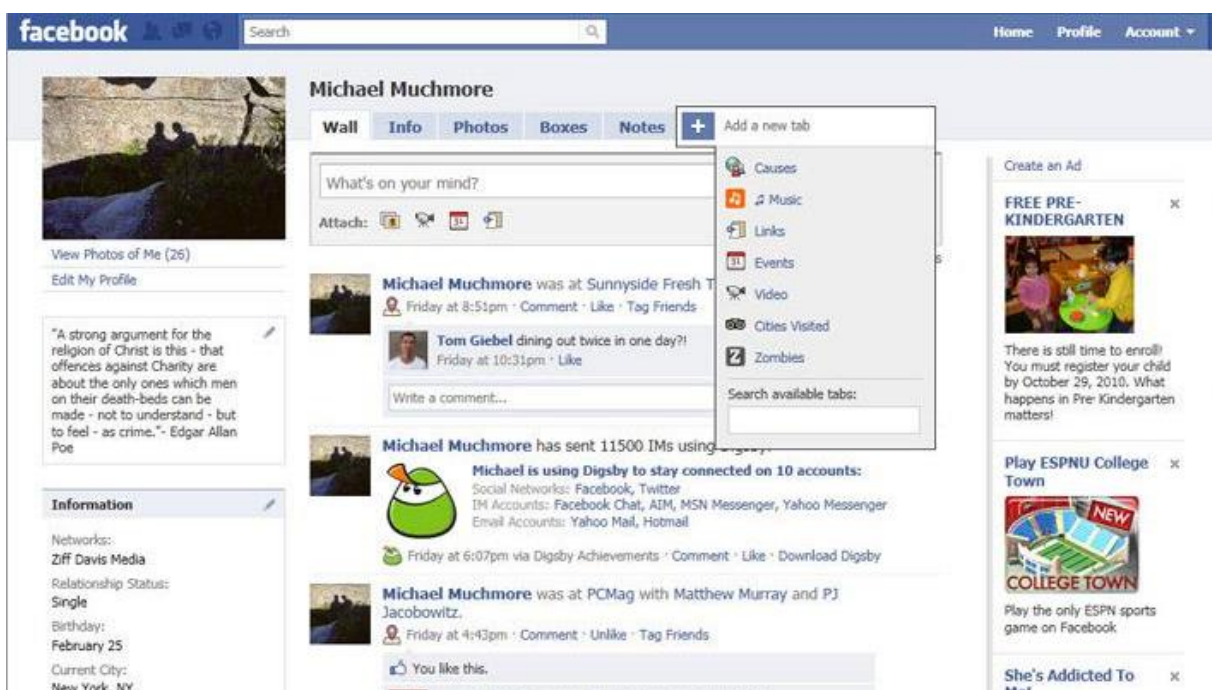 facebook
Search
Home Profile Account
Michael Muchmore
Wall Info Photos Boxes Notes + Add a new tab
What's on your mind?
Attach:
Causes
Music
Links
Events
Video
Cities Visited
Zombies
Search available tabs:
View Photos of Me (26)
Edit My Profile
"A strong argument for the
religion of Christ is this - that
offences against Charity are
about the only ones which men
on their death-beds can be
made - not to understand - but
to feel - as crime."- Edgar Allan
Poe
Information
Networks:
Ziff Davis Media
Relationship Status:
Single
Birthday:
February 25
Current City:
New York, NY
Michael Muchmore was at Sunnyside Fresh T
Friday at 8:51pm · Comment · Like · Tag Friends
Tom Giebel dining out twice in one day?!
Friday at 10:31pm · Like
Write a comment...
Michael Muchmore has sent 11500 IMs using Digsby!
Michael is using Digsby to stay connected on 10 accounts:
Social Networks: Facebook, Twitter
IM Accounts: Facebook Chat, AIM, MSN Messenger, Yahoo Messenger
Email Accounts: Yahoo Mail, Hotmail
Friday at 6:07pm via Digsby Achievements · Comment · Like · Download Digsby
Michael Muchmore was at PCMag with Matthew Murray and PJ
Jacobowitz.
Friday at 4:43pm · Comment · Unlike · Tag Friends
You like this.
Create an Ad
FREE PRE-
KINDERGARTEN
There is still time to enroll!
You must register your child
by October 29, 2010. What
happens in Pre-Kindergarten
matters!
Play ESPNU College
Town
NEW
COLLEGE TOWN
Play the only ESPN sports
game on Facebook
She's Addicted To